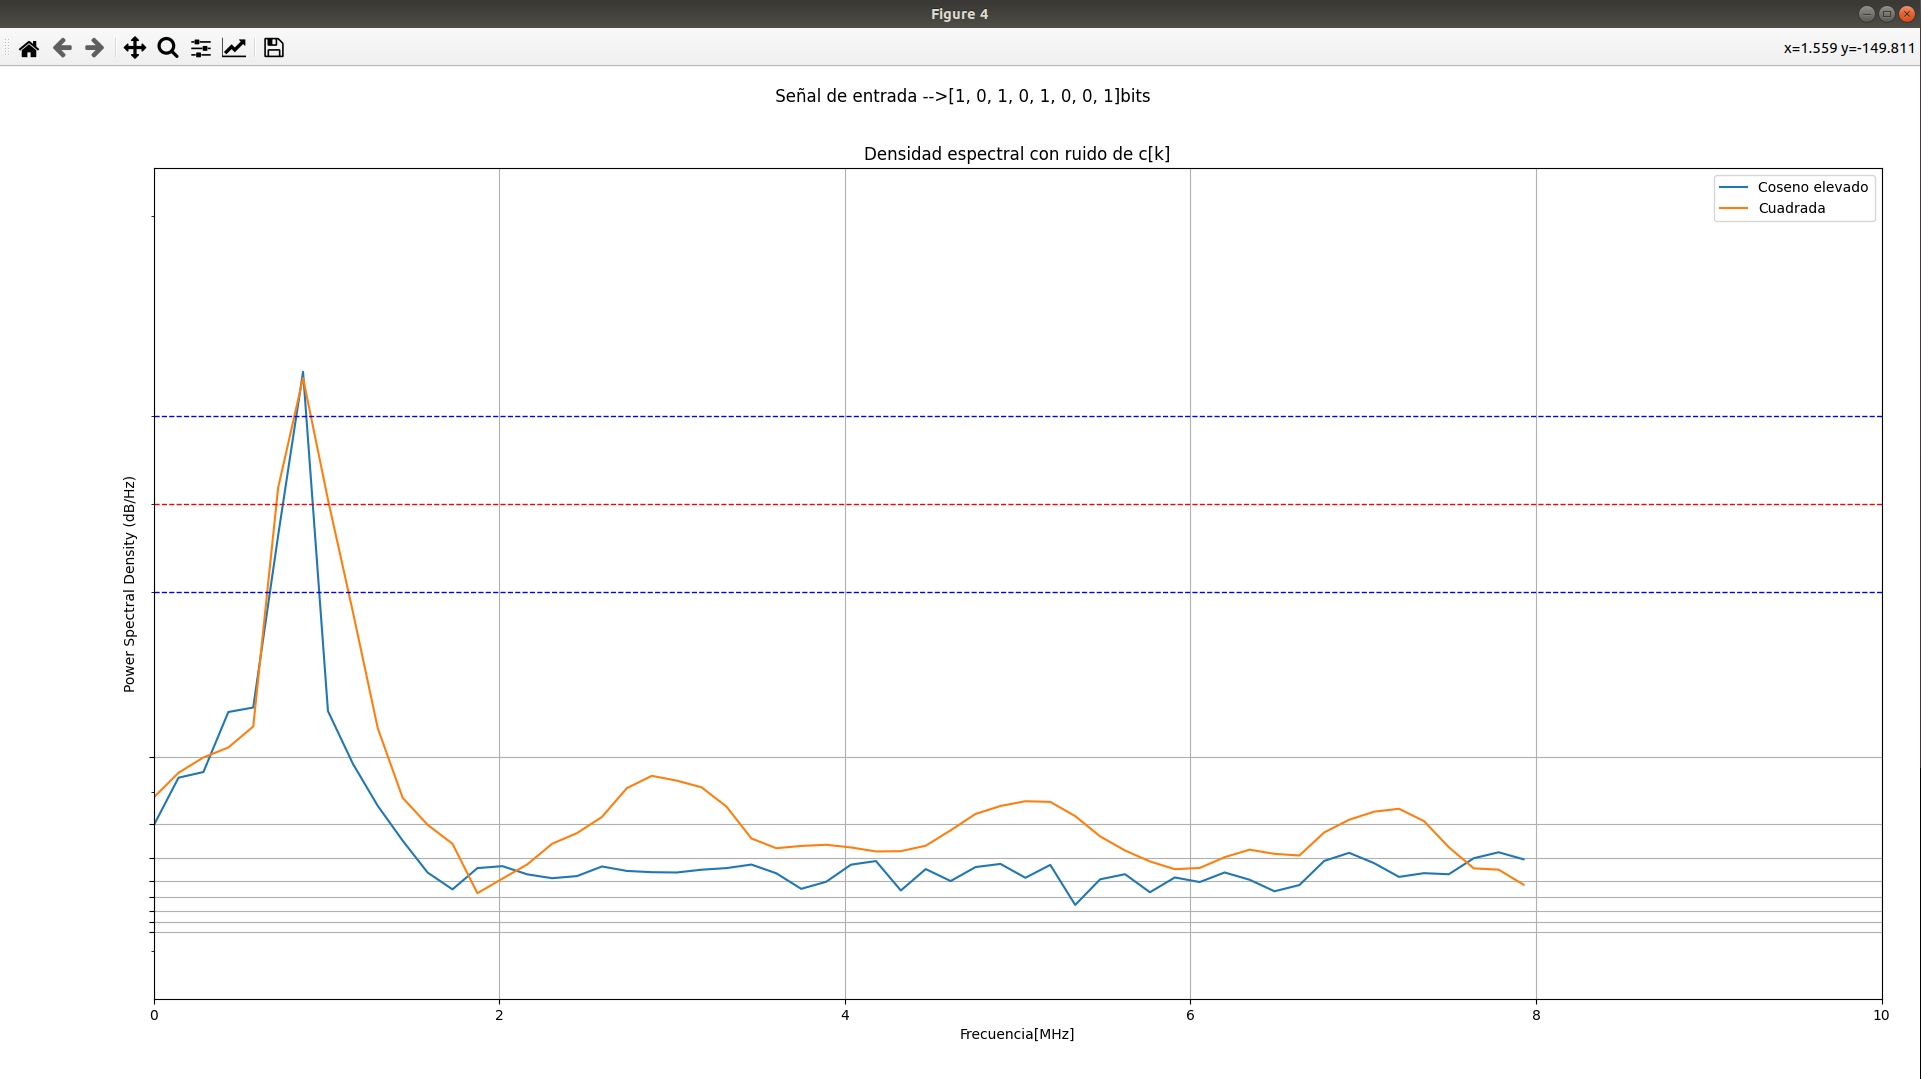 Figure 4
x=1.559 y=-149.811
Señal de entrada -->[1, 0, 1, 0, 1, 0, 0, 1]bits
Densidad espectral con ruido de c[k]
Coseno elevado
Cuadrada
Power Spectral Density (dB/Hz)
0 2 4 6 8 10
Frecuencia[MHz]